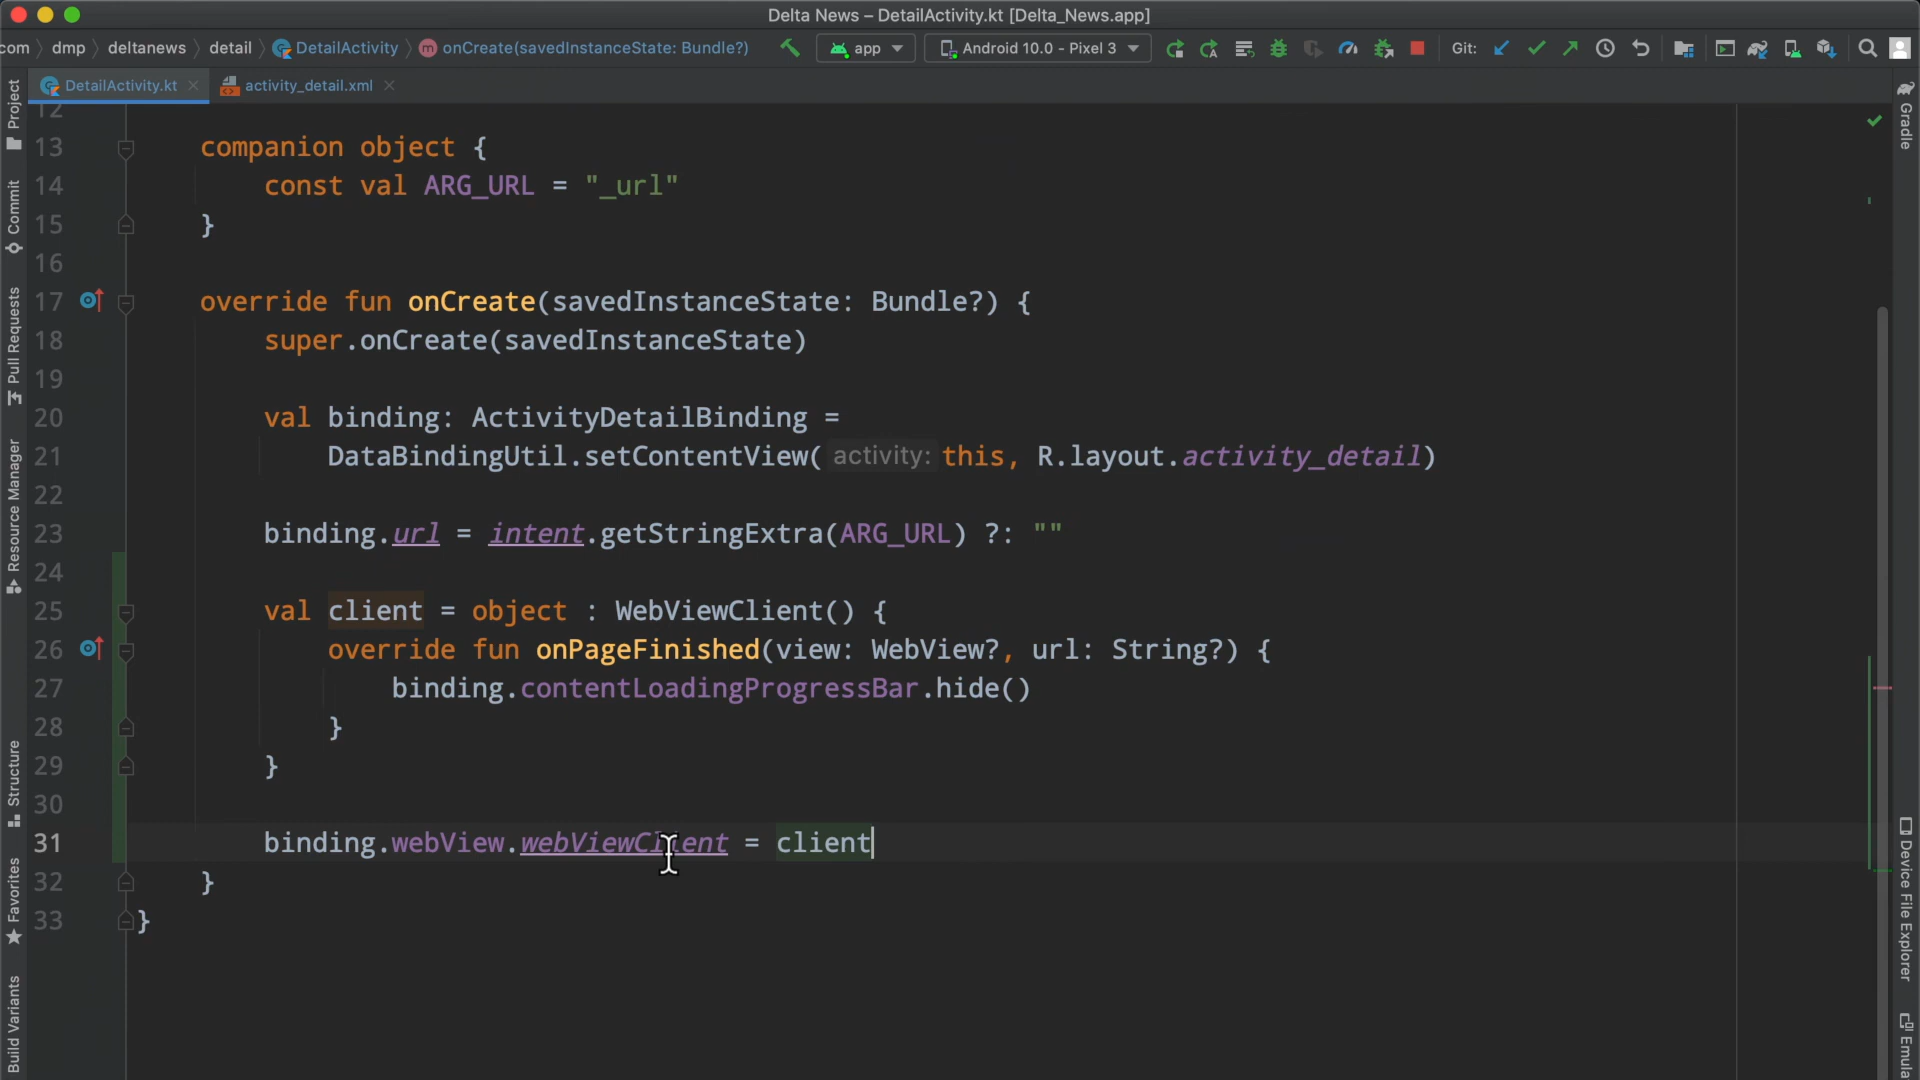 Delta News – DetailActivity.kt [Delta_News.app]
com dmp deltanews detail DetailActivity m onCreate(savedInstanceState: Bundle?) app Android 10.0 - Pixel 3 Git:
DetailActivity.kt activity_detail.xml
12
13 companion object {
14 const val ARG_URL = "_url"
15 }
16
17 override fun onCreate(savedInstanceState: Bundle?) {
18 super.onCreate(savedInstanceState)
19
20 val binding: ActivityDetailBinding =
21 DataBindingUtil.setContentView( activity: this, R.layout.activity_detail)
22
23 binding.url = intent.getStringExtra(ARG_URL) ?: ""
24
25 val client = object : WebViewClient() {
26 override fun onPageFinished(view: WebView?, url: String?) {
27 binding.contentLoadingProgressBar.hide()
28 }
29 }
30
31 binding.webView.webViewClient = client
32 }
33 }
Project
Commit
Pull Requests
Resource Manager
Structure
Favorites
Build Variants
Gradle
Device File Explorer
Emula